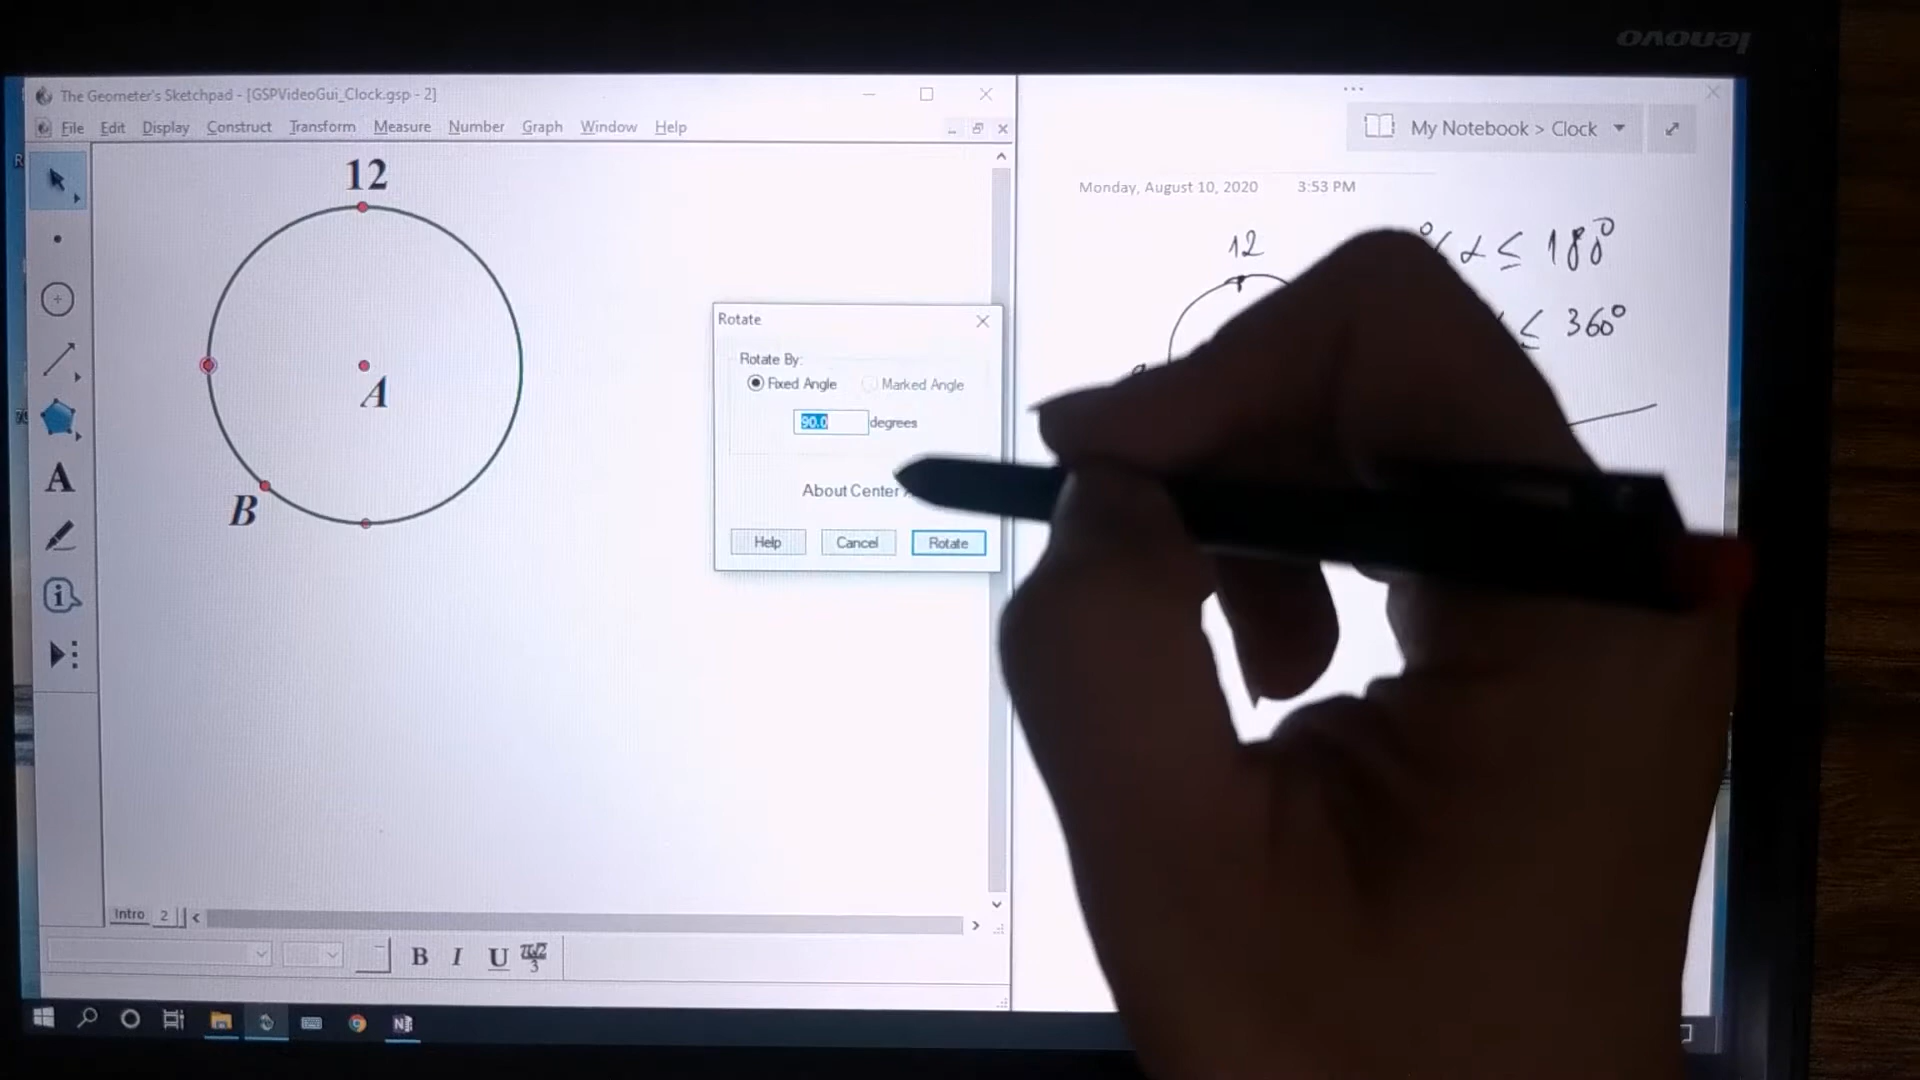 lenovo
The Geometer's Sketchpad - [GSPVideoGui_Clock.gsp - 2]
File Edit Display Construct Transform Measure Number Graph Window Help
12
A
B
Rotate
Rotate By:
Fixed Angle Marked Angle
90.0 degrees
About Center
Help Cancel Rotate
Intro 2
B I U
My Notebook > Clock
Monday, August 10, 2020 3:53 PM
12
α ≤ 180°
≤ 360°